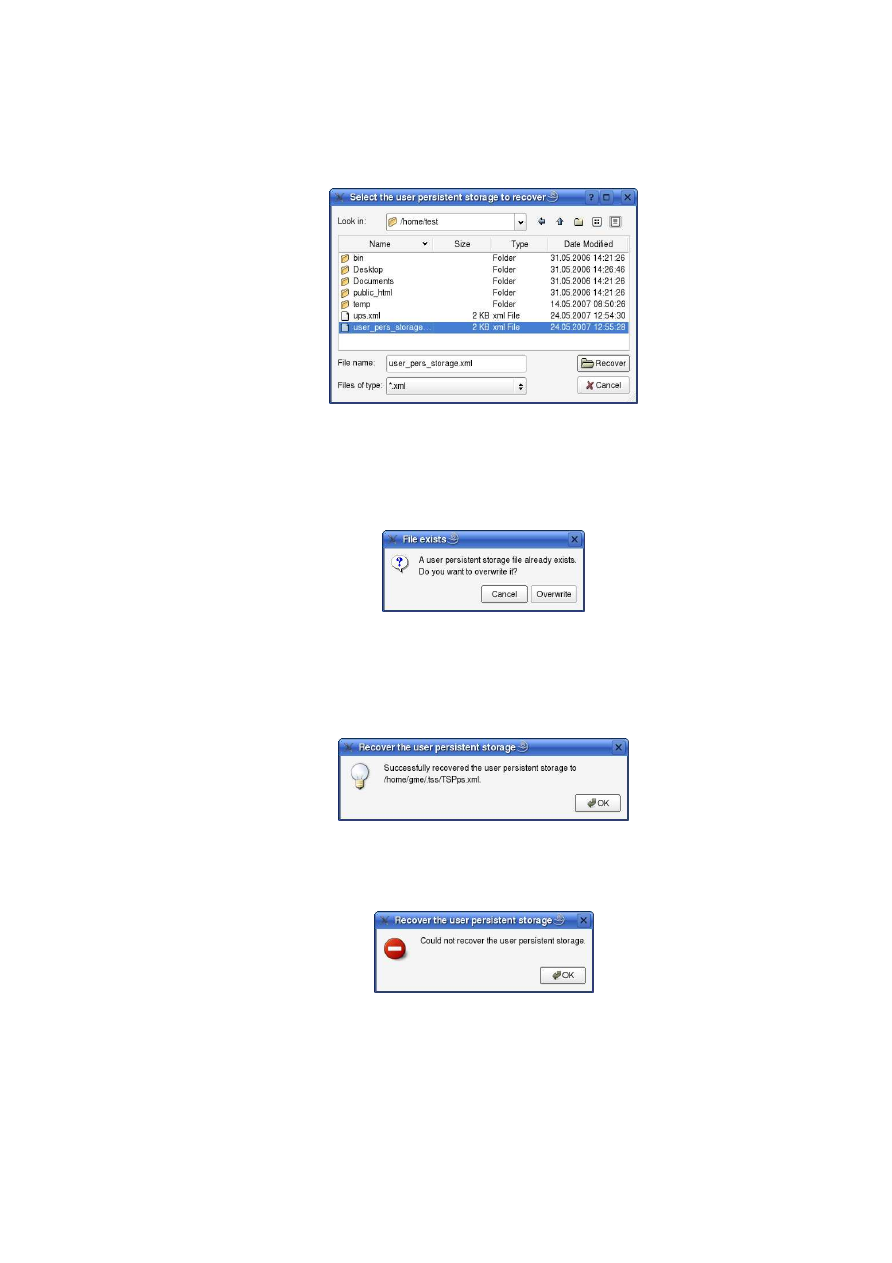 Select the user persistent storage to recover
Look in: /home/test
Name Size Type Date Modified
bin Folder 31.05.2006 14:21:26
Desktop Folder 31.05.2006 14:26:46
Documents Folder 31.05.2006 14:21:26
public_html Folder 31.05.2006 14:21:26
temp Folder 14.05.2007 08:50:26
ups.xml 2 KB xml File 24.05.2007 12:54:30
user_pers_storage... 2 KB xml File 24.05.2007 12:55:28
File name: user_pers_storage.xml Recover
Files of type: *.xml Cancel
File exists
A user persistent storage file already exists.
Do you want to overwrite it?
Cancel Overwrite
Recover the user persistent storage
Successfully recovered the user persistent storage to
/home/gme/.tss/TSPps.xml.
OK
Recover the user persistent storage
Could not recover the user persistent storage.
OK